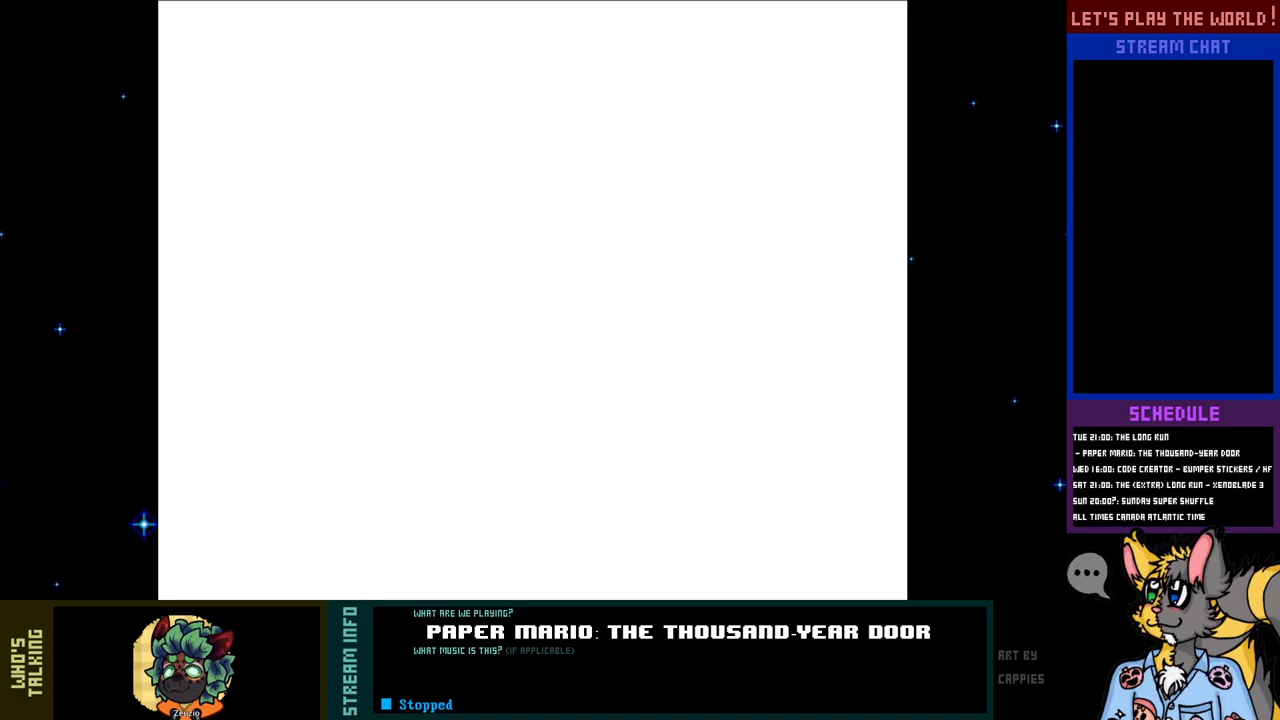 LET'S PLAY THE WORLD!
STREAM CHAT
SCHEDULE
TUE 21:00: THE LONG RUN
- PAPER MARIO: THE THOUSAND-YEAR DOOR
WED 16:00: CODE CREATOR - BUMPER STICKERS / HF
SAT 21:00: THE (EXTRA) LONG RUN - XENOBLADE 3
SUN 20:00?: SUNDAY SUPER SHUFFLE
ALL TIMES CANADA ATLANTIC TIME
WHO'S
TALKING
Zenzio
STREAM INFO
WHAT ARE WE PLAYING?
PAPER MARIO: THE THOUSAND-YEAR DOOR
WHAT MUSIC IS THIS? (IF APPLICABLE)
Stopped
ART BY
CAPPIES